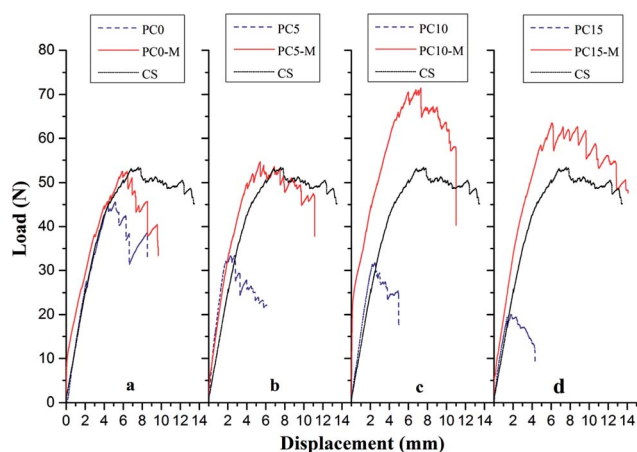 PC0
PC0-M
CS
PC5
PC5-M
CS
PC10
PC10-M
CS
PC15
PC15-M
CS
80
70
60
50
40
30
20
10
0
Load (N)
a
b
c
d
0 2 4 6 8 10 12 14
2 4 6 8 10 12 14
2 4 6 8 10 12 14
2 4 6 8 10 12 14
Displacement (mm)